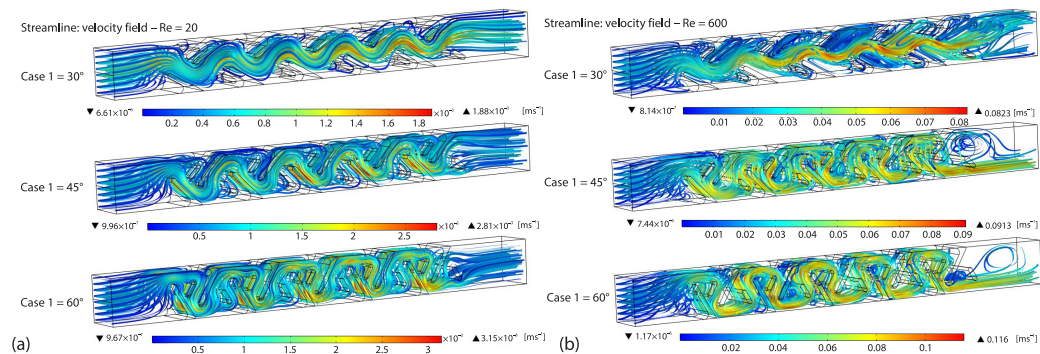 Streamline: velocity field – Re = 20
Case 1 = 30°
0.2 0.4 0.6 0.8 1 1.2 1.4 1.6 1.8
[ms⁻¹]
Case 1 = 45°
0.5 1 1.5 2 2.5
[ms⁻¹]
Case 1 = 60°
0.5 1 1.5 2 2.5 3
[ms⁻¹]
(a)
Streamline: velocity field – Re = 600
Case 1 = 30°
▲ 0.0823 [ms⁻¹]
0.01 0.02 0.03 0.04 0.05 0.06 0.07 0.08
Case 1 = 45°
▲ 0.0913 [ms⁻¹]
0.01 0.02 0.03 0.04 0.05 0.06 0.07 0.08 0.09
Case 1 = 60°
▲ 0.116 [ms⁻¹]
0.02 0.04 0.06 0.08 0.1
(b)